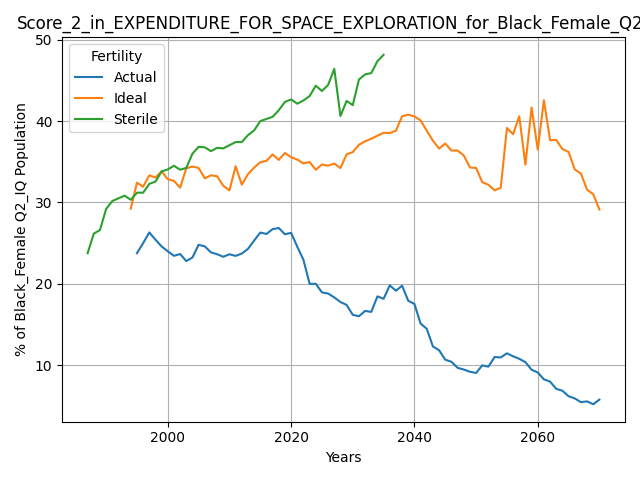 Score_2_in_EXPENDITURE_FOR_SPACE_EXPLORATION_for_Black_Female_Q2
Fertility
Actual
Ideal
Sterile
% of Black_Female Q2_IQ Population
50
40
30
20
10
2000
2020
2040
2060
Years